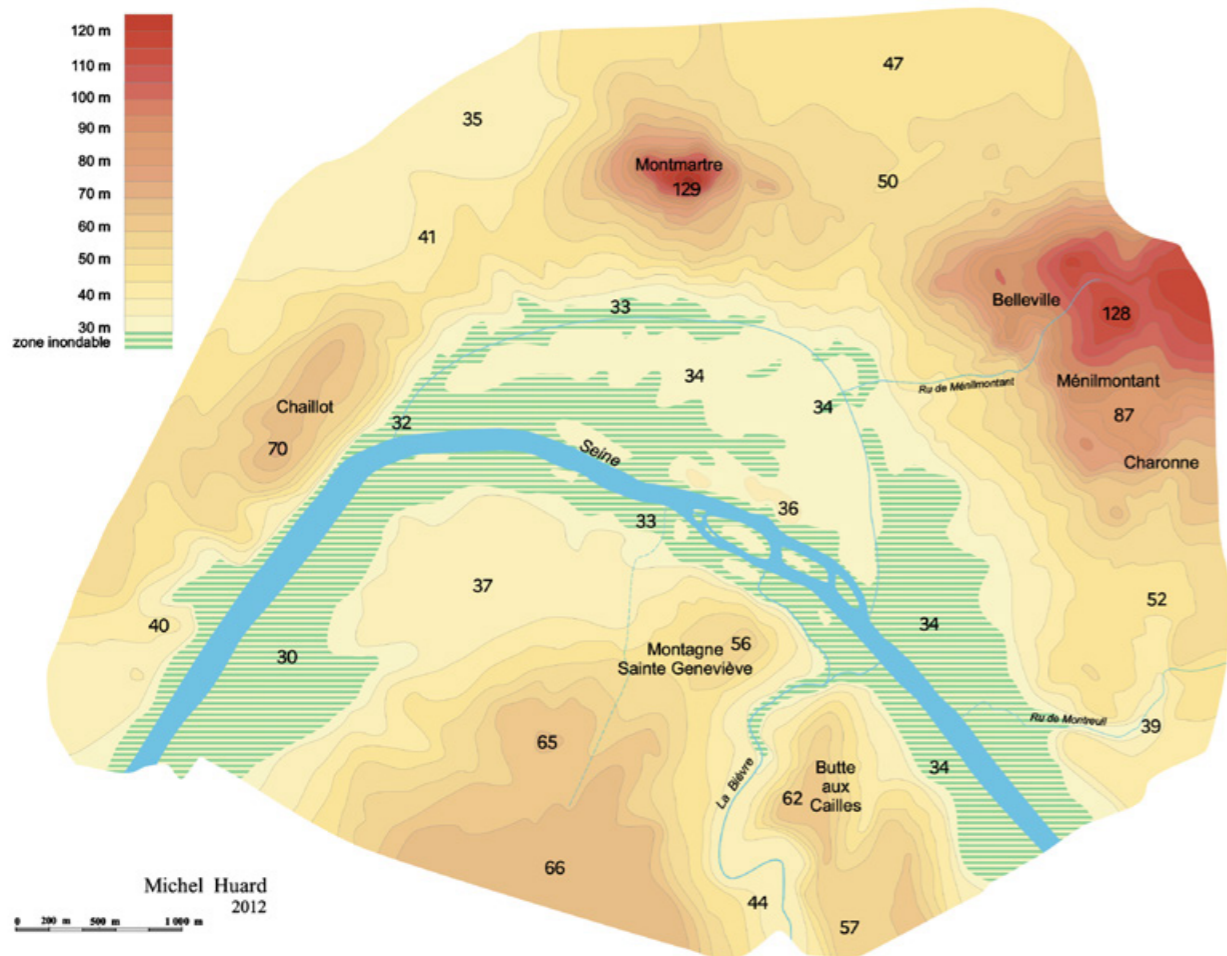 120 m
110 m
100 m
90 m
80 m
70 m
60 m
50 m
40 m
30 m
zone inondable
47
35
Montmartre
129
50
41
Belleville
128
33
34
Ru de Ménilmontant
Ménilmontant
87
Chaillot
70
32
34
Charonne
Seine
36
33
37
52
40
30
34
56
Montagne
Sainte Geneviève
65
Ru de Montreuil
39
34
La Bièvre
Butte
aux
Cailles
62
66
44
57
Michel Huard
2012
0 200 m 500 m 1 000 m